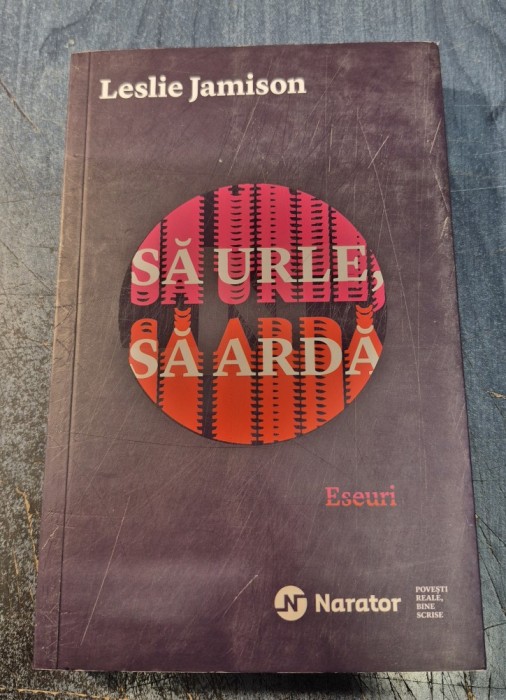 Leslie Jamison
SĂ URLE,
SĂ ARDĂ
Eseuri
N Narator
POVEȘTI
REALE,
BINE
SCRISE